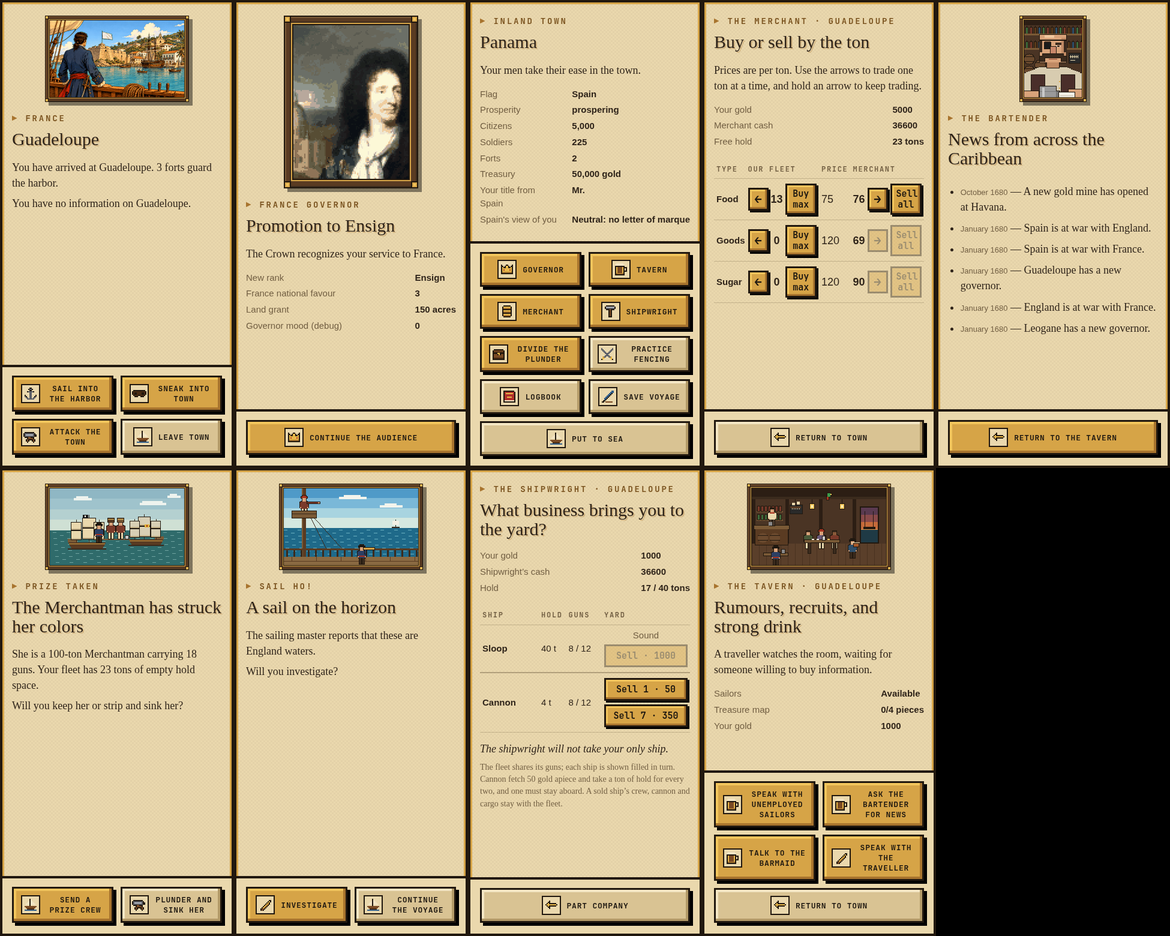 FRANCE
Guadeloupe
You have arrived at Guadeloupe. 3 forts guard
the harbor.
You have no information on Guadeloupe.
SAIL INTO
THE HARBOR
SNEAK INTO
TOWN
ATTACK THE
TOWN
LEAVE TOWN
FRANCE GOVERNOR
Promotion to Ensign
The Crown recognizes your service to France.
New rank Ensign
France national favour 3
Land grant 150 acres
Governor mood (debug) 0
CONTINUE THE AUDIENCE
INLAND TOWN
Panama
Your men take their ease in the town.
Flag Spain
Prosperity prospering
Citizens 5,000
Soldiers 225
Forts 2
Treasury 50,000 gold
Your title from
Spain
Mr.
Spain's view of you Neutral: no letter of marque
GOVERNOR
TAVERN
MERCHANT
SHIPWRIGHT
DIVIDE THE
PLUNDER
PRACTICE
FENCING
LOGBOOK
SAVE VOYAGE
PUT TO SEA
THE MERCHANT · GUADELOUPE
Buy or sell by the ton
Prices are per ton. Use the arrows to trade one
ton at a time, and hold an arrow to keep trading.
Your gold 5000
Merchant cash 36600
Free hold 23 tons
TYPE OUR FLEET PRICE MERCHANT
Food ← 13 Buy max 75 76 → Sell all
Goods ← 0 Buy max 120 69 → Sell all
Sugar ← 0 Buy max 120 90 → Sell all
RETURN TO TOWN
THE BARTENDER
News from across the
Caribbean
October 1680 — A new gold mine has opened
at Havana.
January 1680 — Spain is at war with England.
January 1680 — Spain is at war with France.
January 1680 — Guadeloupe has a new
governor.
January 1680 — England is at war with France.
January 1680 — Leogane has a new governor.
RETURN TO THE TAVERN
PRIZE TAKEN
The Merchantman has struck
her colors
She is a 100-ton Merchantman carrying 18
guns. Your fleet has 23 tons of empty hold
space.
Will you keep her or strip and sink her?
SEND A
PRIZE CREW
PLUNDER AND
SINK HER
SAIL HO!
A sail on the horizon
The sailing master reports that these are
England waters.
Will you investigate?
INVESTIGATE
CONTINUE
THE VOYAGE
THE SHIPWRIGHT · GUADELOUPE
What business brings you to
the yard?
Your gold 1000
Shipwright's cash 36600
Hold 17 / 40 tons
SHIP HOLD GUNS YARD
Sound
Sloop 40 t 8 / 12 Sell · 1000
Sell 1 · 50
Cannon 4 t 8 / 12
Sell 7 · 350
The shipwright will not take your only ship.
The fleet shares its guns; each ship is shown filled in turn.
Cannon fetch 50 gold apiece and take a ton of hold for every
two, and one must stay aboard. A sold ship's crew, cannon and
cargo stay with the fleet.
PART COMPANY
THE TAVERN · GUADELOUPE
Rumours, recruits, and
strong drink
A traveller watches the room, waiting for
someone willing to buy information.
Sailors Available
Treasure map 0/4 pieces
Your gold 1000
SPEAK WITH
UNEMPLOYED
SAILORS
ASK THE
BARTENDER
FOR NEWS
TALK TO THE
BARMAID
SPEAK WITH
THE
TRAVELLER
RETURN TO TOWN